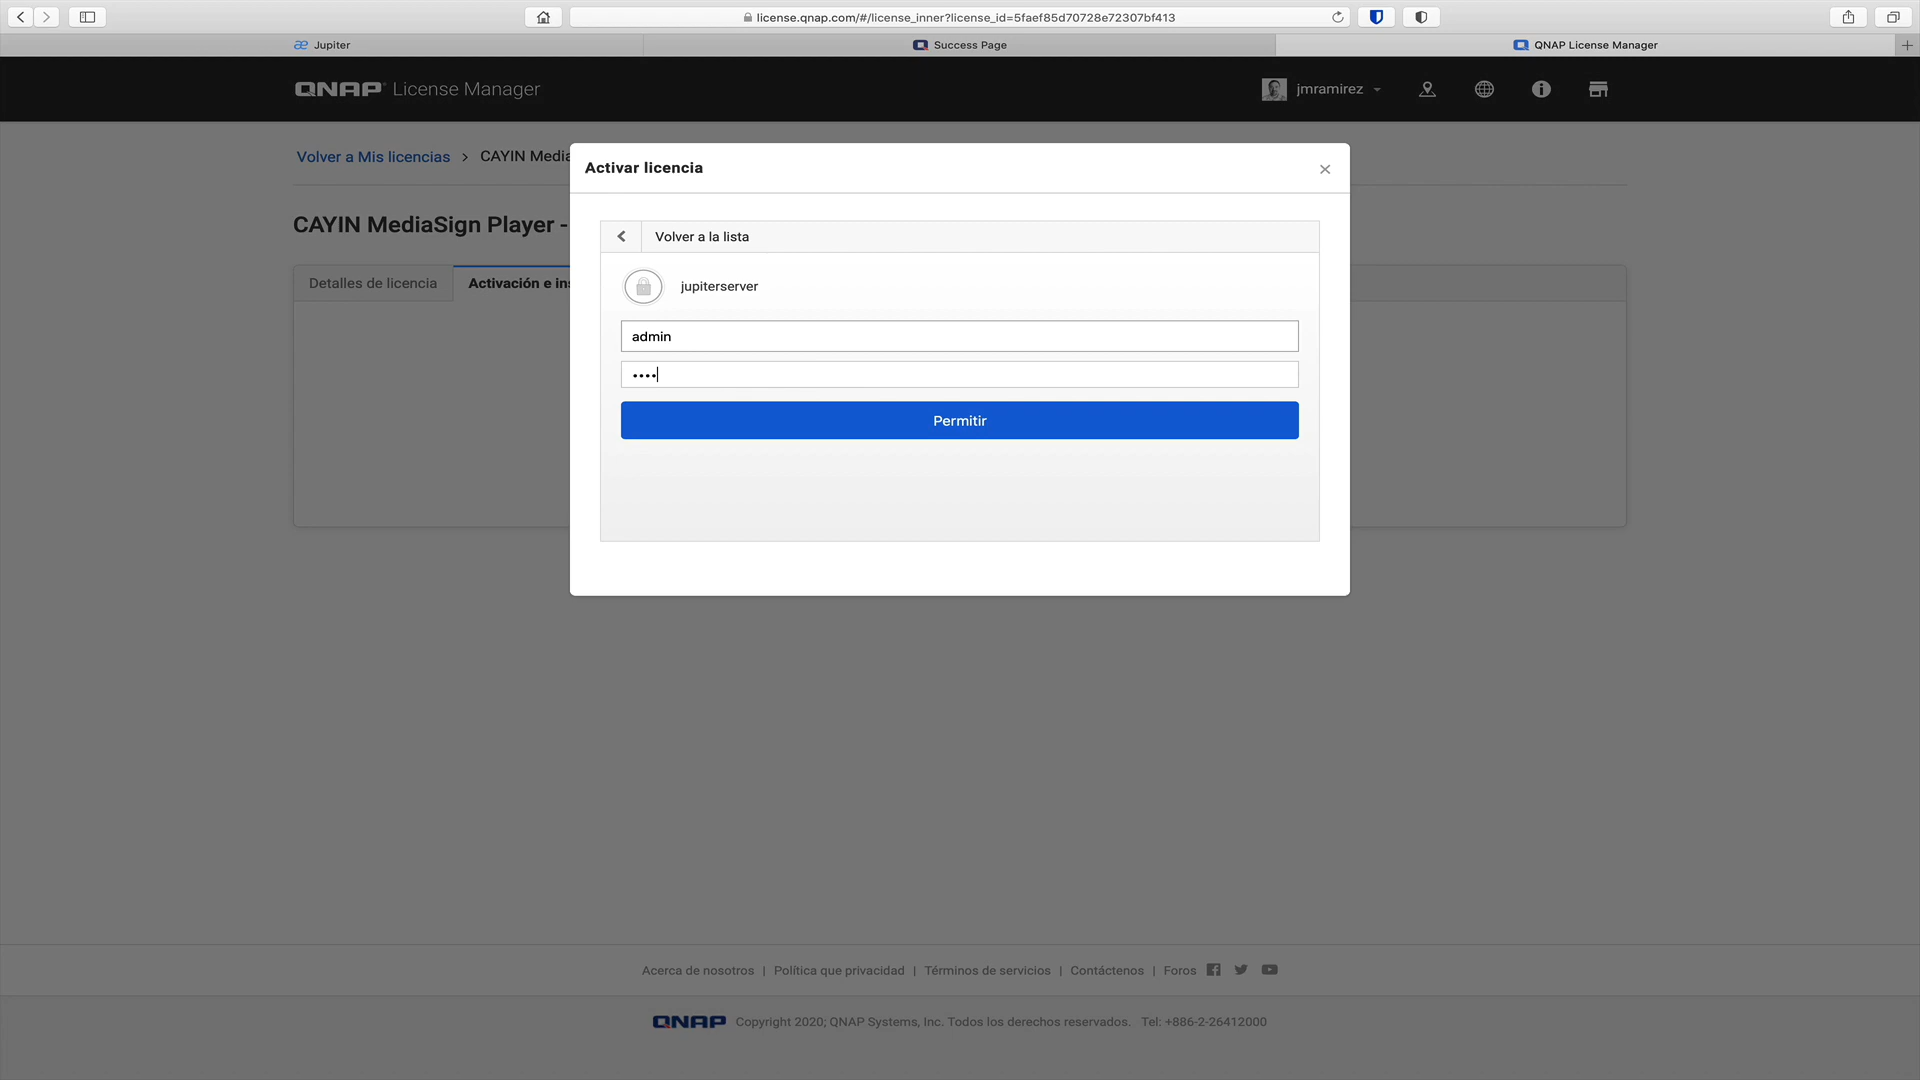 license.qnap.com/#/license_inner?license_id=5faef85d70728e72307bf413
Jupiter
Success Page
QNAP License Manager
QNAP License Manager
jmramirez
Volver a Mis licencias > CAYIN Media
Activar licencia
CAYIN MediaSign Player -
Volver a la lista
Detalles de licencia
Activación e ins
jupiterserver
admin
••••
Permitir
Acerca de nosotros | Política que privacidad | Términos de servicios | Contáctenos | Foros
QNAP Copyright 2020; QNAP Systems, Inc. Todos los derechos reservados. Tel: +886-2-26412000